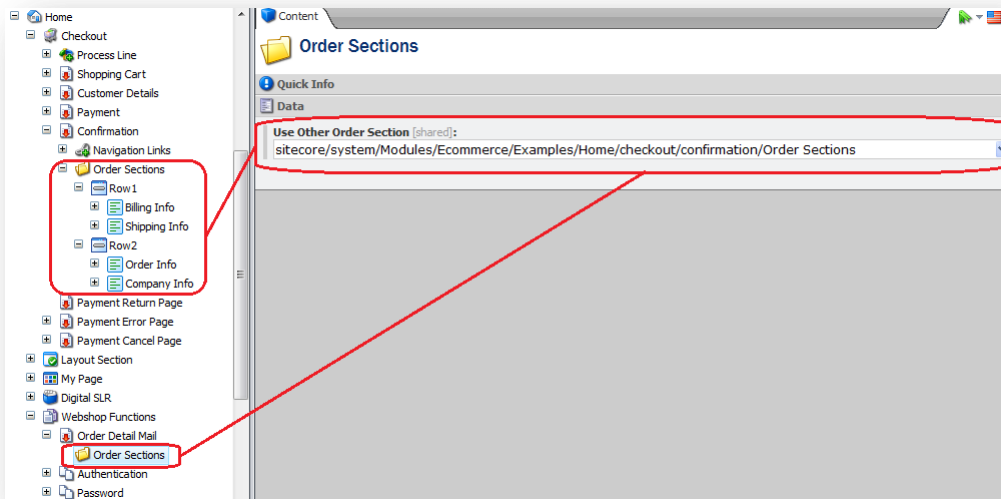 Home
Checkout
Process Line
Shopping Cart
Customer Details
Payment
Confirmation
Navigation Links
Order Sections
Row1
Billing Info
Shipping Info
Row2
Order Info
Company Info
Payment Return Page
Payment Error Page
Payment Cancel Page
Layout Section
My Page
Digital SLR
Webshop Functions
Order Detail Mail
Order Sections
Authentication
Password
Content
Order Sections
Quick Info
Data
Use Other Order Section [shared]:
sitecore/system/Modules/Ecommerce/Examples/Home/checkout/confirmation/Order Sections